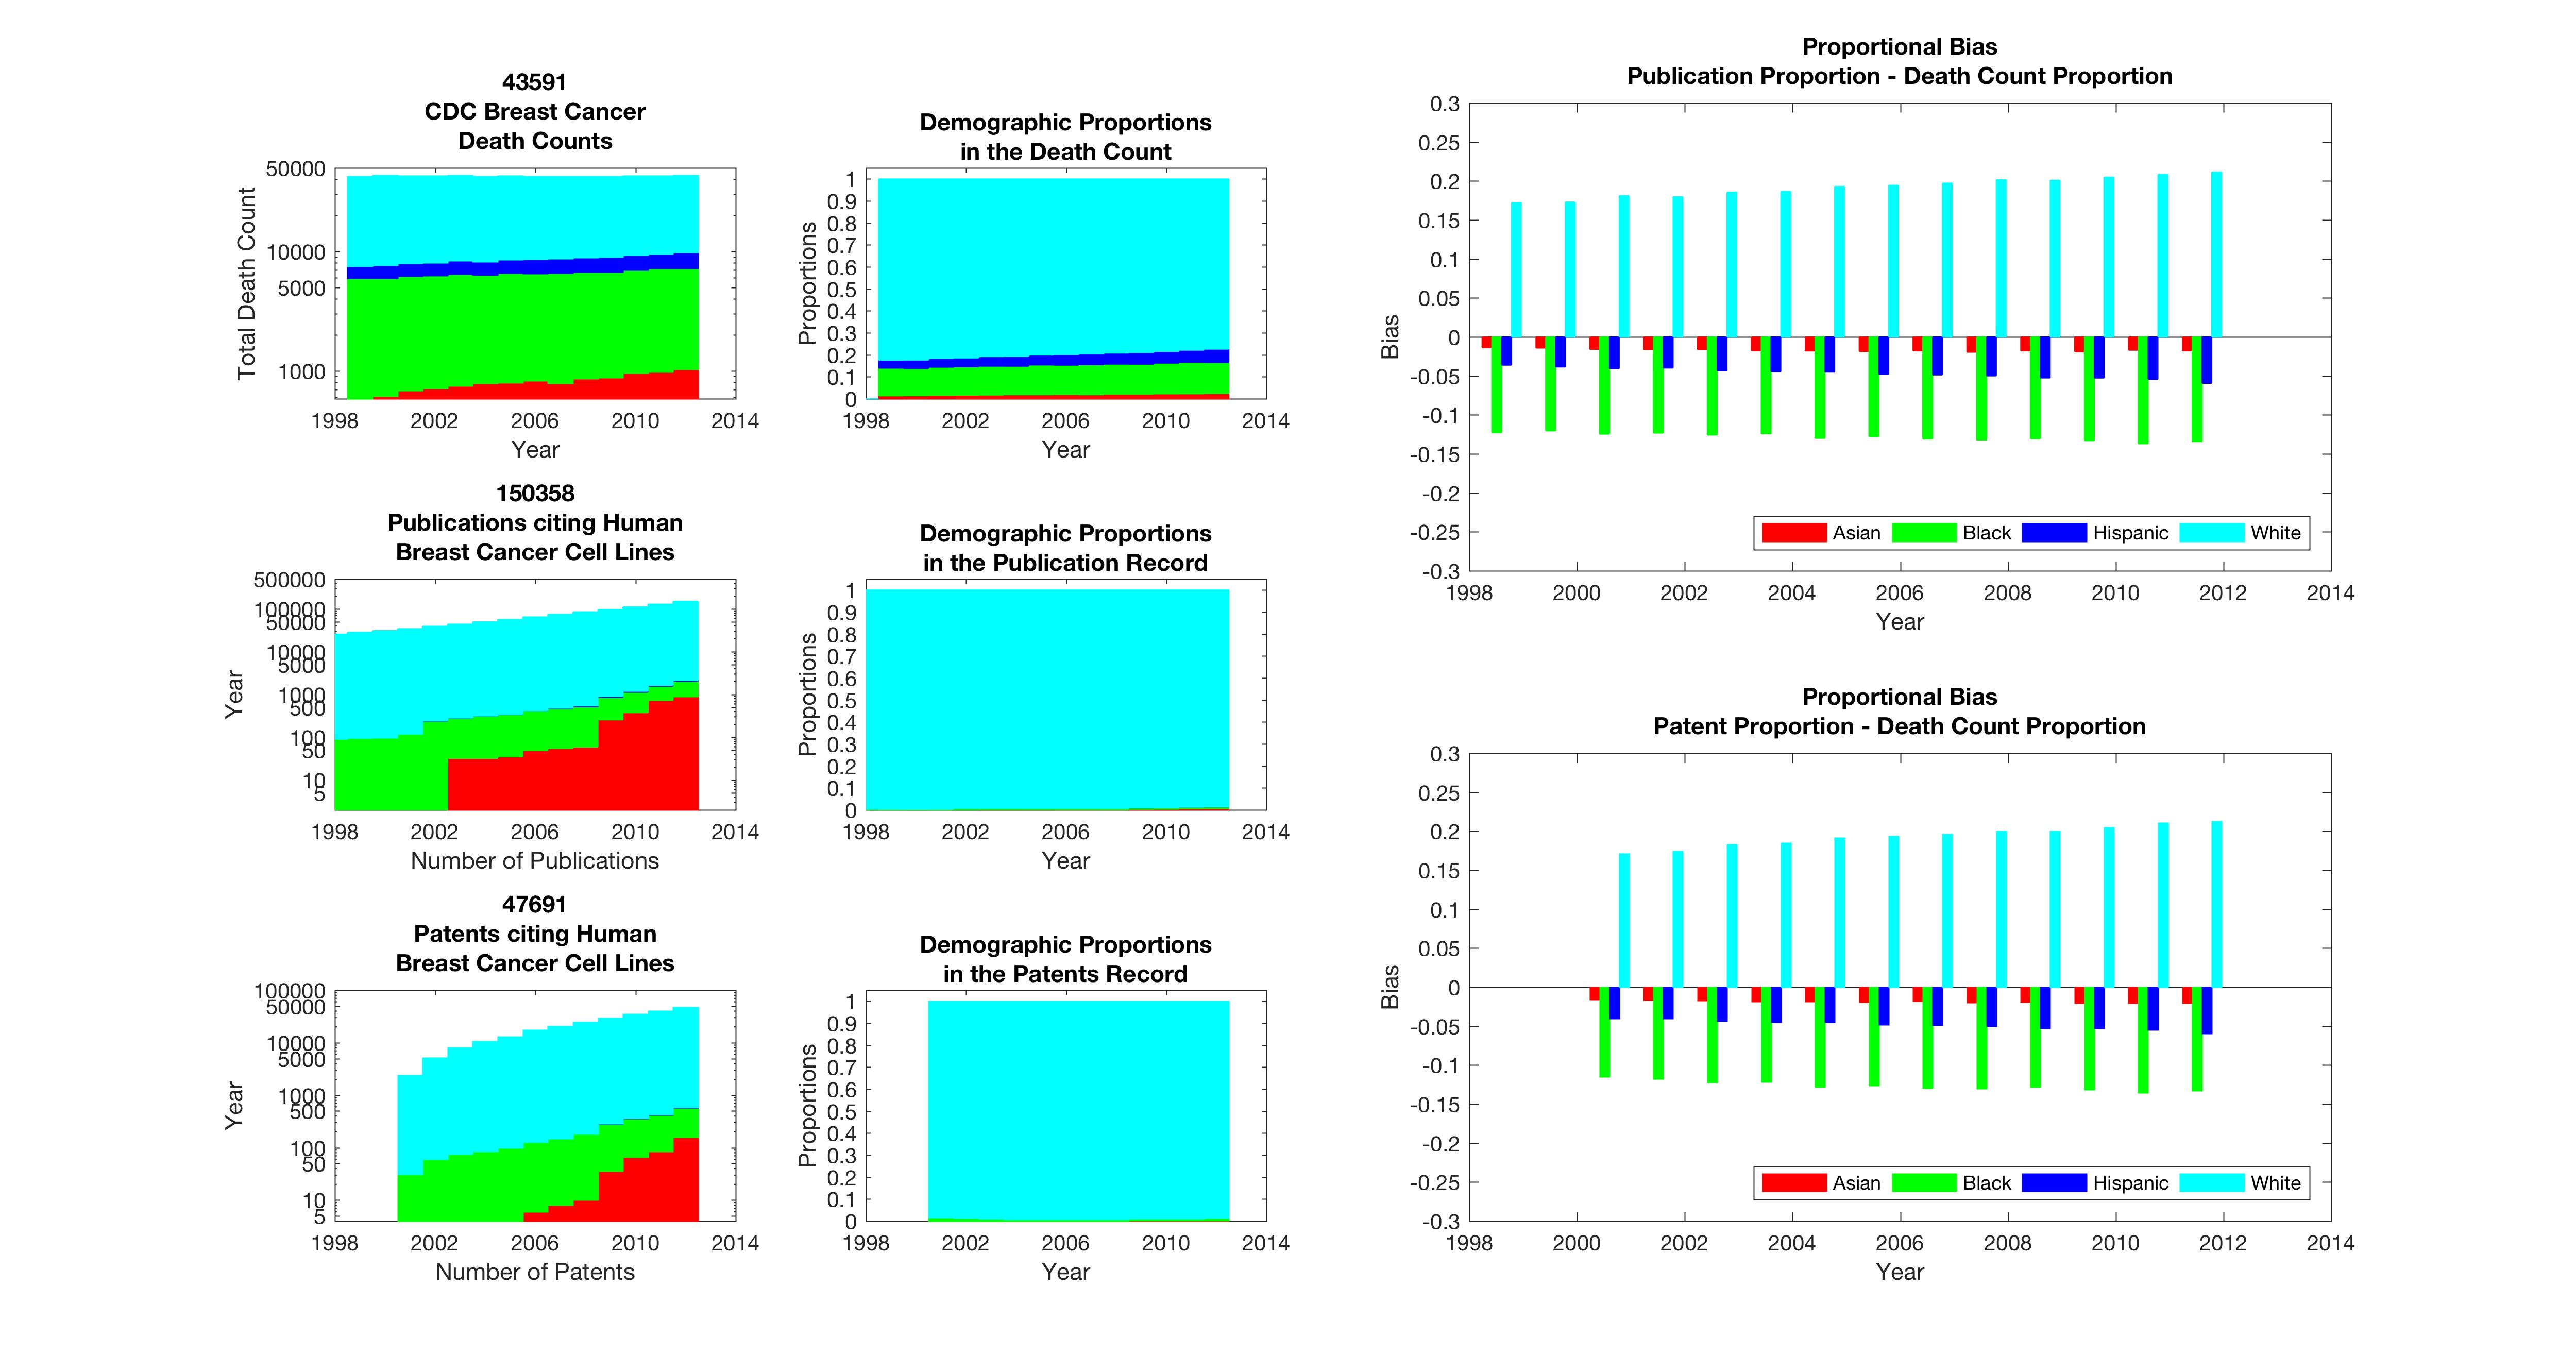 43591
CDC Breast Cancer
Death Counts
50000
10000
5000
1000
Total Death Count
1998 2002 2006 2010 2014
Year
Demographic Proportions
in the Death Count
1
0.9
0.8
0.7
0.6
0.5
0.4
0.3
0.2
0.1
0
Proportions
1998 2002 2006 2010 2014
Year
150358
Publications citing Human
Breast Cancer Cell Lines
500000
100000
50000
10000
5000
1000
500
100
50
10
5
Year
1998 2002 2006 2010 2014
Number of Publications
Demographic Proportions
in the Publication Record
1
0.9
0.8
0.7
0.6
0.5
0.4
0.3
0.2
0.1
0
Proportions
1998 2002 2006 2010 2014
Year
47691
Patents citing Human
Breast Cancer Cell Lines
100000
50000
10000
5000
1000
500
100
50
10
5
Year
1998 2002 2006 2010 2014
Number of Patents
Demographic Proportions
in the Patents Record
1
0.9
0.8
0.7
0.6
0.5
0.4
0.3
0.2
0.1
0
Proportions
1998 2002 2006 2010 2014
Year
Proportional Bias
Publication Proportion - Death Count Proportion
0.3
0.25
0.2
0.15
0.1
0.05
0
-0.05
-0.1
-0.15
-0.2
-0.25
-0.3
Bias
Asian Black Hispanic White
1998 2000 2002 2004 2006 2008 2010 2012 2014
Year
Proportional Bias
Patent Proportion - Death Count Proportion
0.3
0.25
0.2
0.15
0.1
0.05
0
-0.05
-0.1
-0.15
-0.2
-0.25
-0.3
Bias
Asian Black Hispanic White
1998 2000 2002 2004 2006 2008 2010 2012 2014
Year